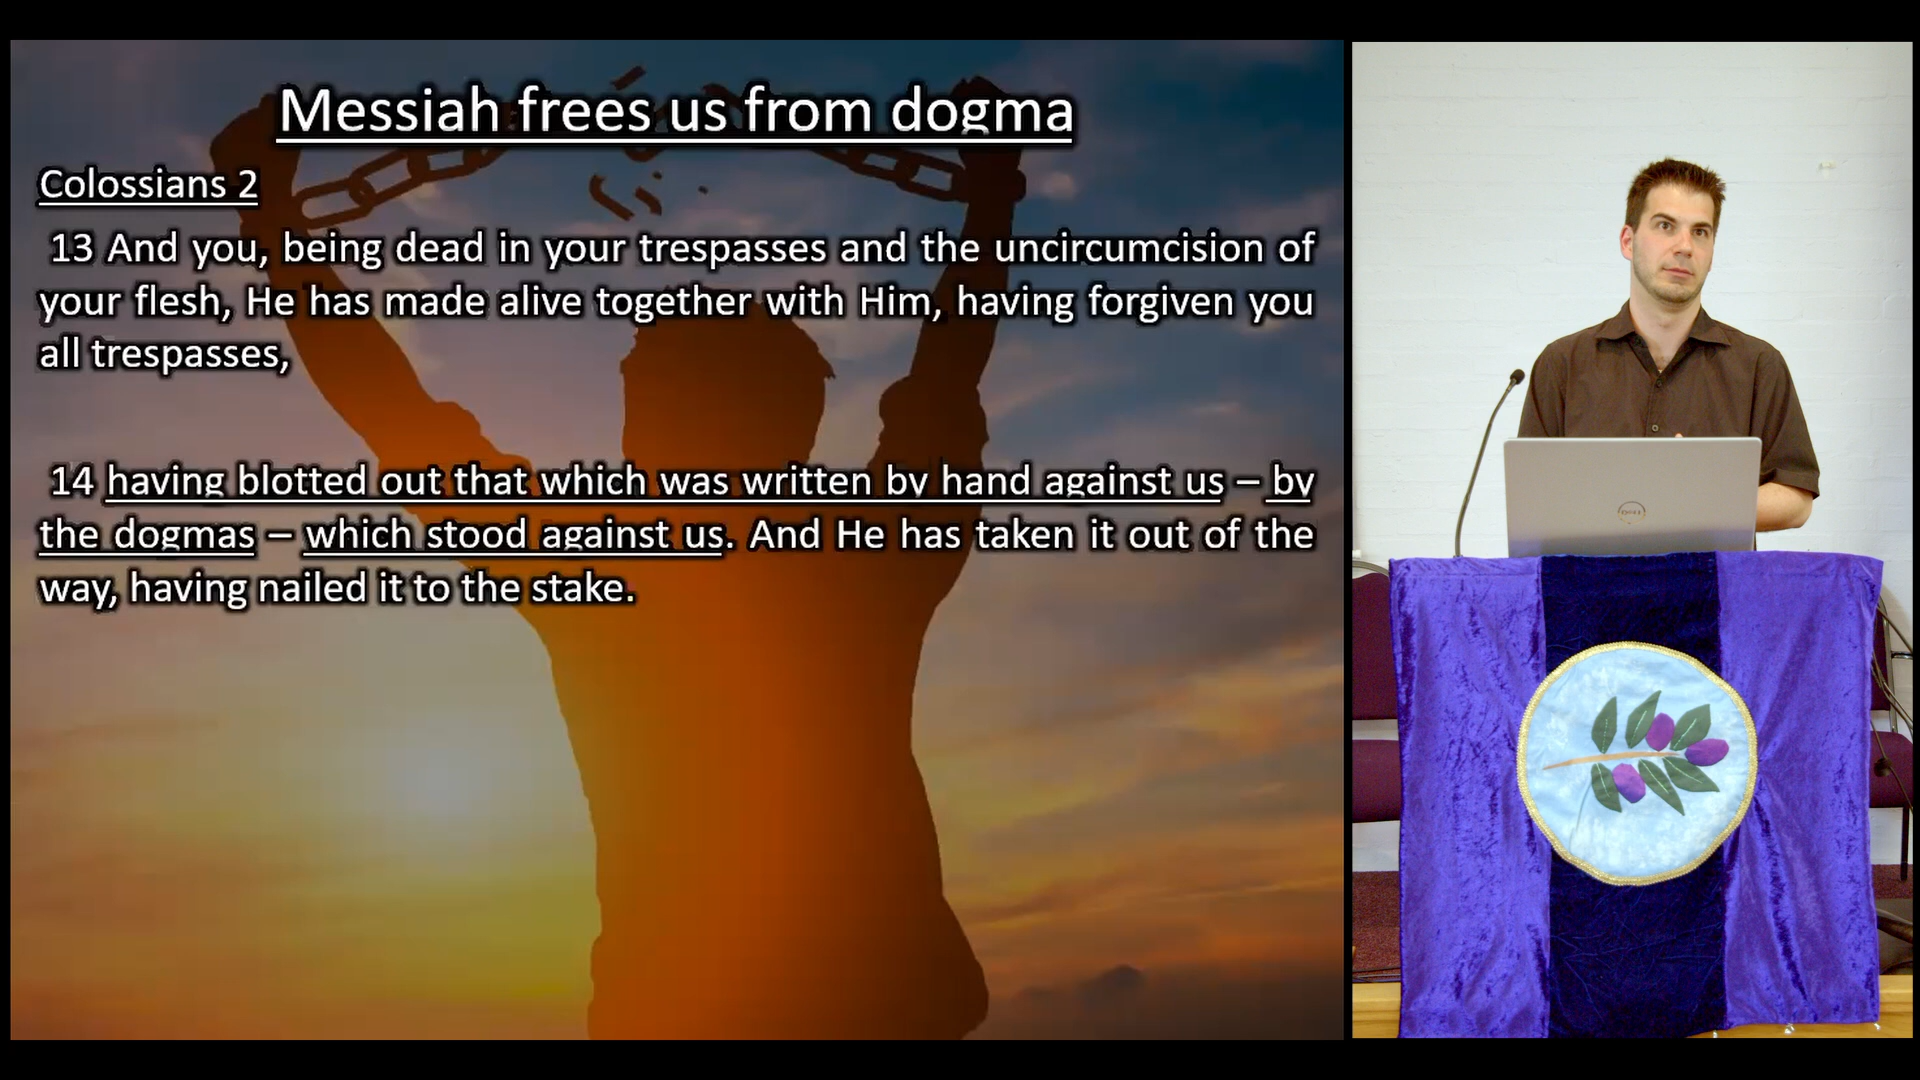 Messiah frees us from dogma
Colossians 2
13 And you, being dead in your trespasses and the uncircumcision of
your flesh, He has made alive together with Him, having forgiven you
all trespasses,
14 having blotted out that which was written by hand against us – by
the dogmas – which stood against us. And He has taken it out of the
way, having nailed it to the stake.
DELL